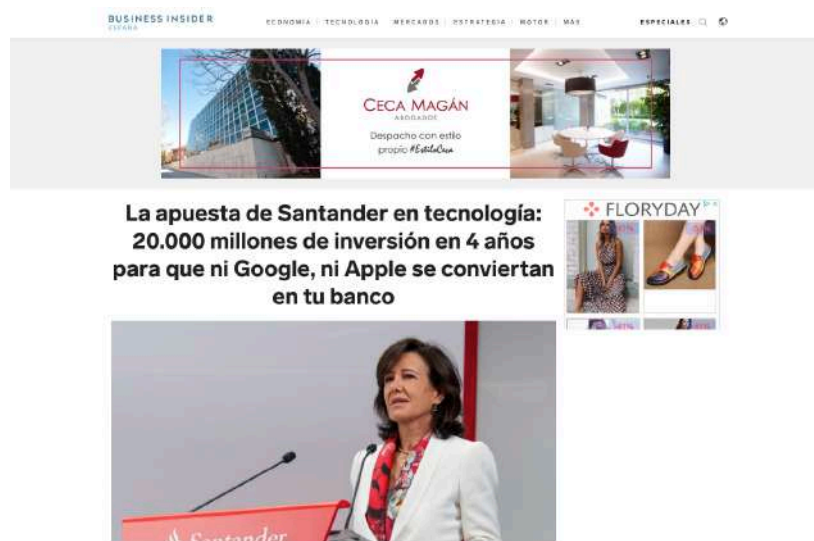 BUSINESS INSIDER
ESPAÑA
ECONOMÍA | TECNOLOGÍA | MERCADOS | ESTRATEGIA | MOTOR | MÁS
ESPECIALES
CECA MAGÁN
ABOGADOS
Despacho con estilo
propio #EstiloCeca
La apuesta de Santander en tecnología:
20.000 millones de inversión en 4 años
para que ni Google, ni Apple se conviertan
en tu banco
FLORYDAY
Santander